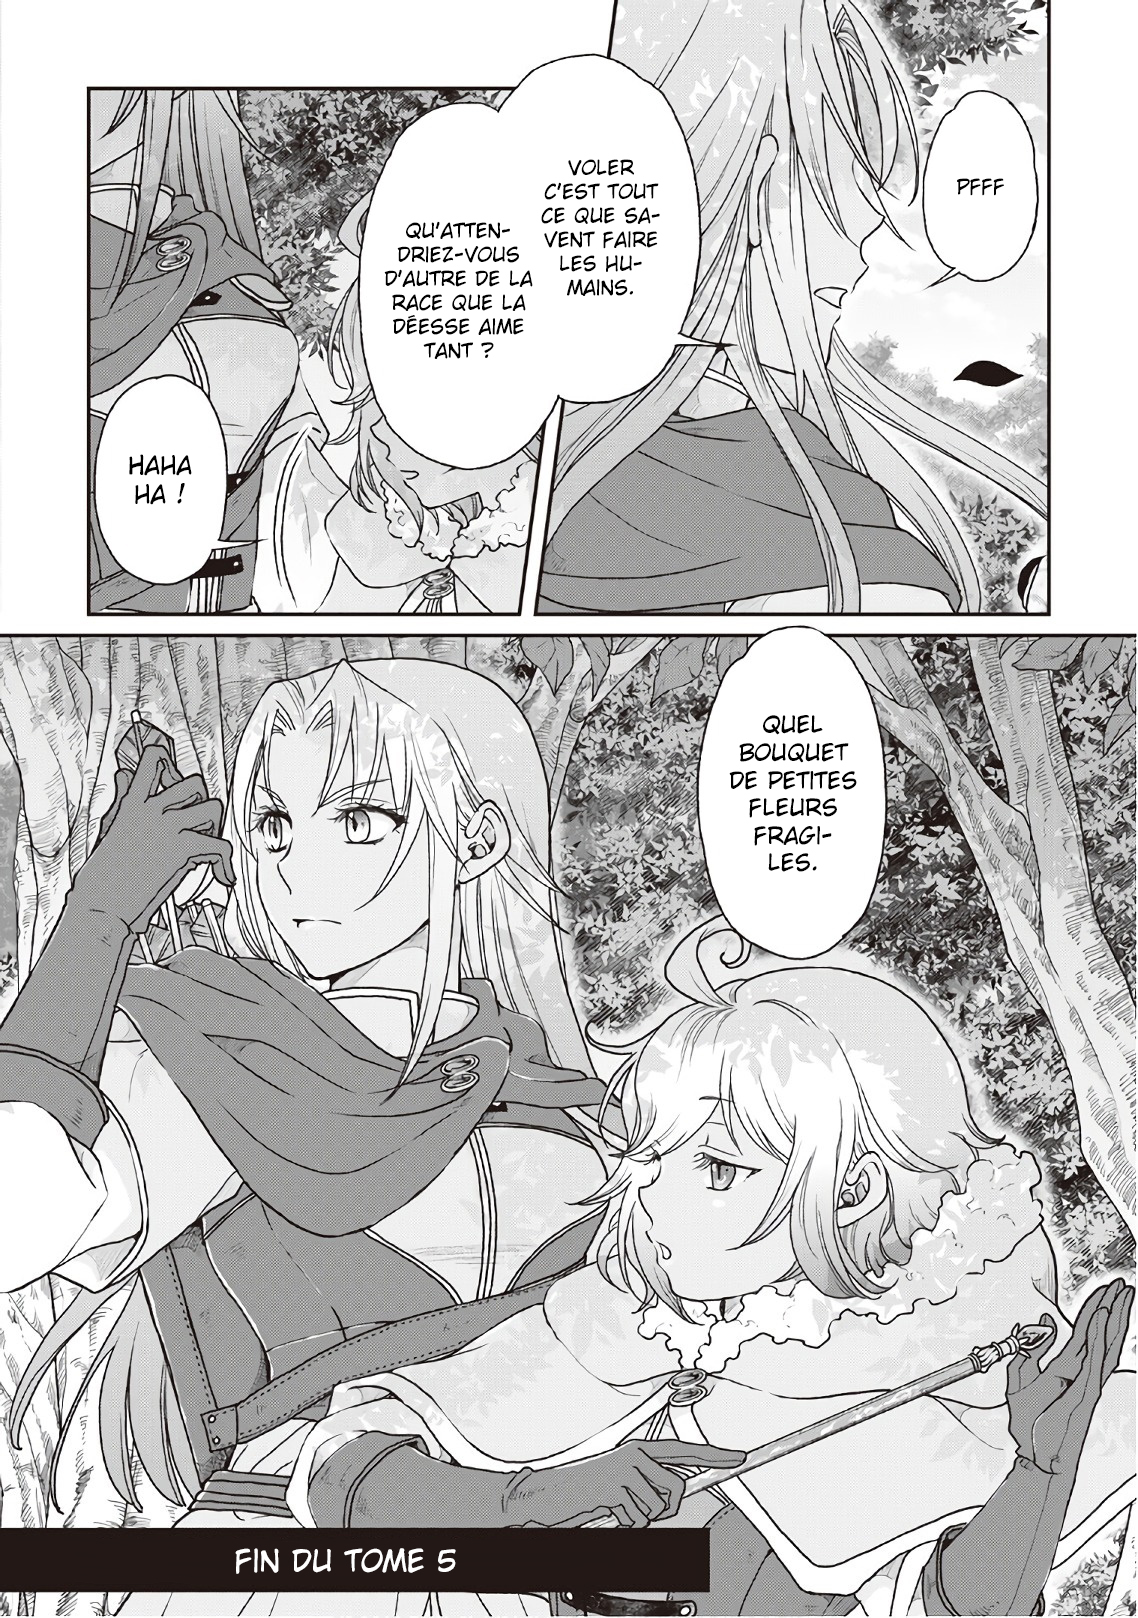 PFFF
VOLER
C'EST TOUT
CE QUE SA-
VENT FAIRE
LES HU-
MAINS.
QU'ATTEN-
DRIEZ-VOUS
D'AUTRE DE LA
RACE QUE LA
DÉESSE AIME
TANT ?
HAHA
HA !
QUEL
BOUQUET
DE PETITES
FLEURS
FRAGI-
LES.
FIN DU TOME 5